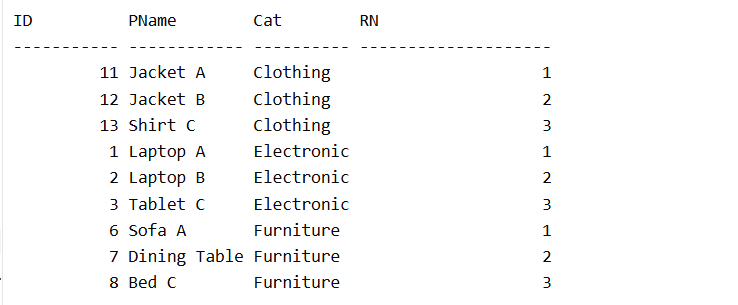 ID          PName        Cat        RN
----------- ------------ ---------- --------------------
         11 Jacket A     Clothing                      1
         12 Jacket B     Clothing                      2
         13 Shirt C      Clothing                      3
          1 Laptop A     Electronic                    1
          2 Laptop B     Electronic                    2
          3 Tablet C     Electronic                    3
          6 Sofa A       Furniture                     1
          7 Dining Table Furniture                     2
          8 Bed C        Furniture                     3